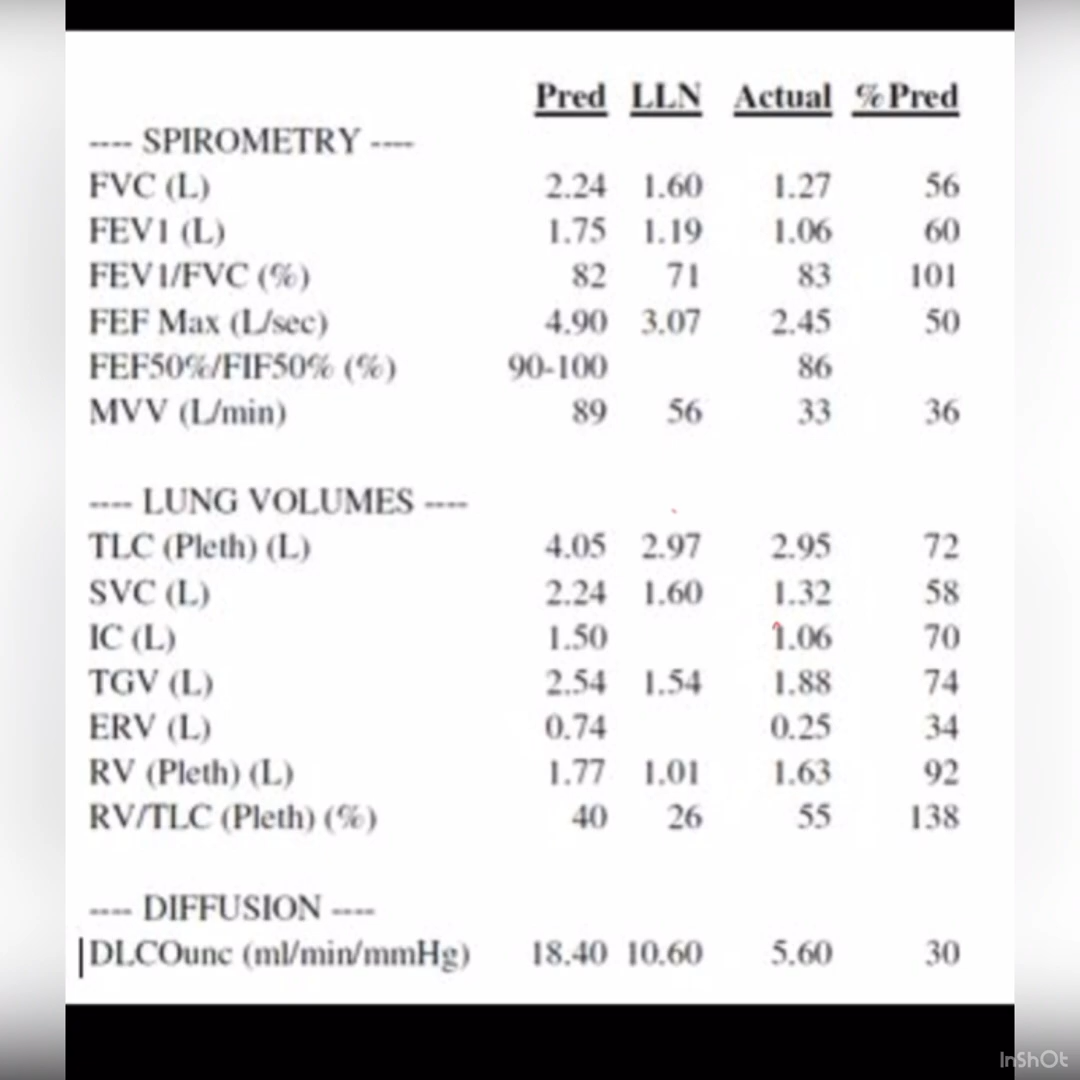 Pred LLN Actual % Pred
---- SPIROMETRY ----
FVC (L) 2.24 1.60 1.27 56
FEV1 (L) 1.75 1.19 1.06 60
FEV1/FVC (%) 82 71 83 101
FEF Max (L/sec) 4.90 3.07 2.45 50
FEF50%/FIF50% (%) 90-100 86
MVV (L/min) 89 56 33 36
---- LUNG VOLUMES ----
TLC (Pleth) (L) 4.05 2.97 2.95 72
SVC (L) 2.24 1.60 1.32 58
IC (L) 1.50 1.06 70
TGV (L) 2.54 1.54 1.88 74
ERV (L) 0.74 0.25 34
RV (Pleth) (L) 1.77 1.01 1.63 92
RV/TLC (Pleth) (%) 40 26 55 138
---- DIFFUSION ----
DLCOunc (ml/min/mmHg) 18.40 10.60 5.60 30
InShOt